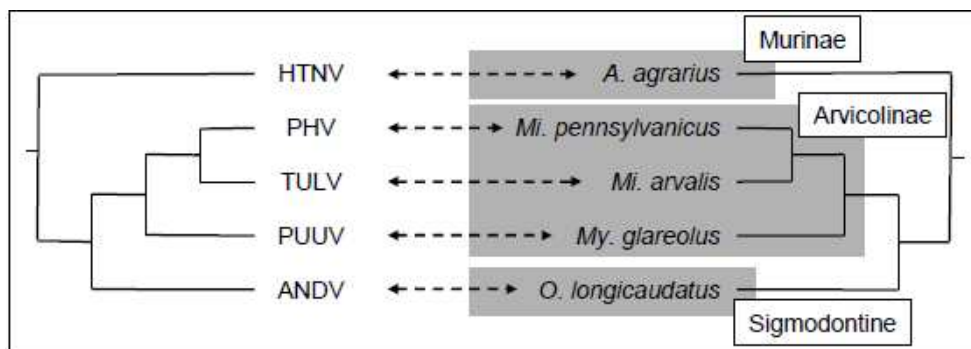 Murinae
HTNV A. agrarius
Arvicolinae
PHV Mi. pennsylvanicus
TULV Mi. arvalis
PUUV My. glareolus
ANDV O. longicaudatus
Sigmodontine